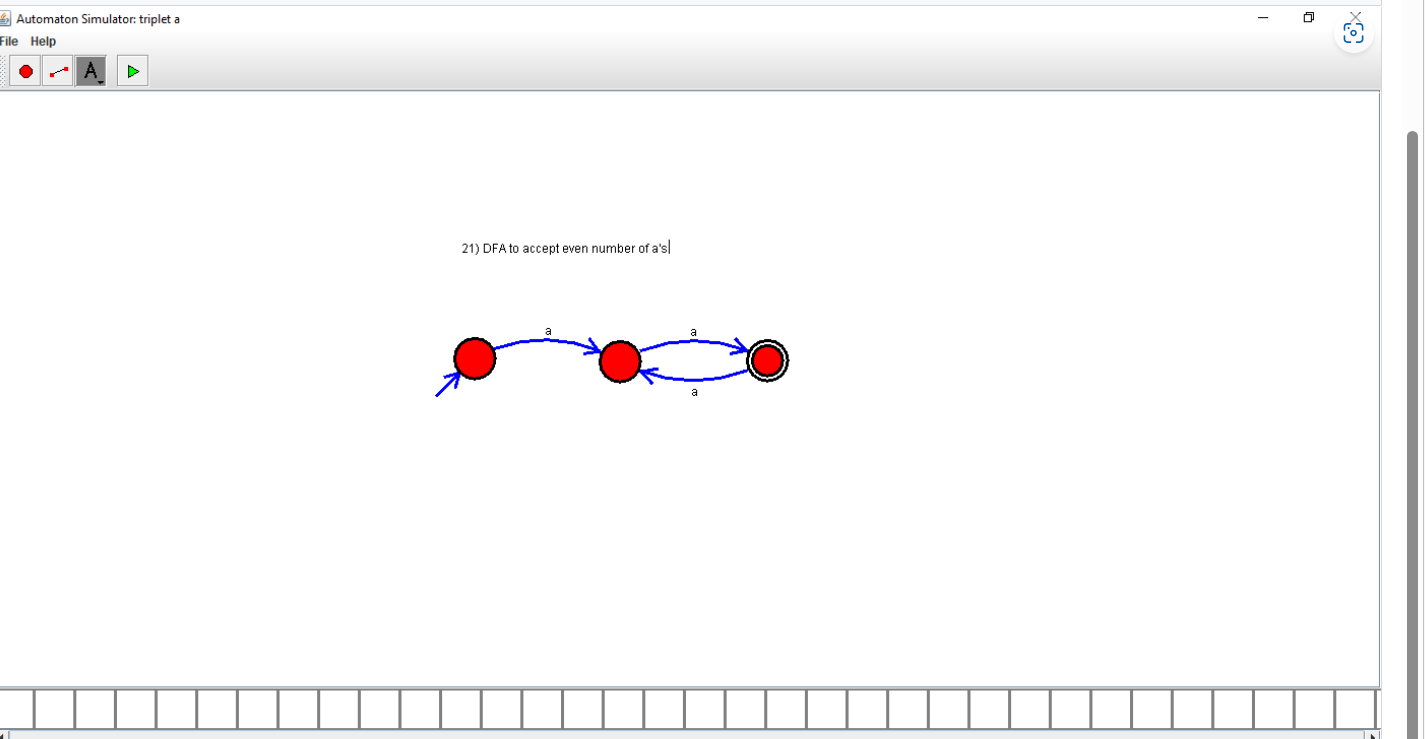 Automaton Simulator: triplet a
File Help
A
21) DFA to accept even number of a's
a
a
a